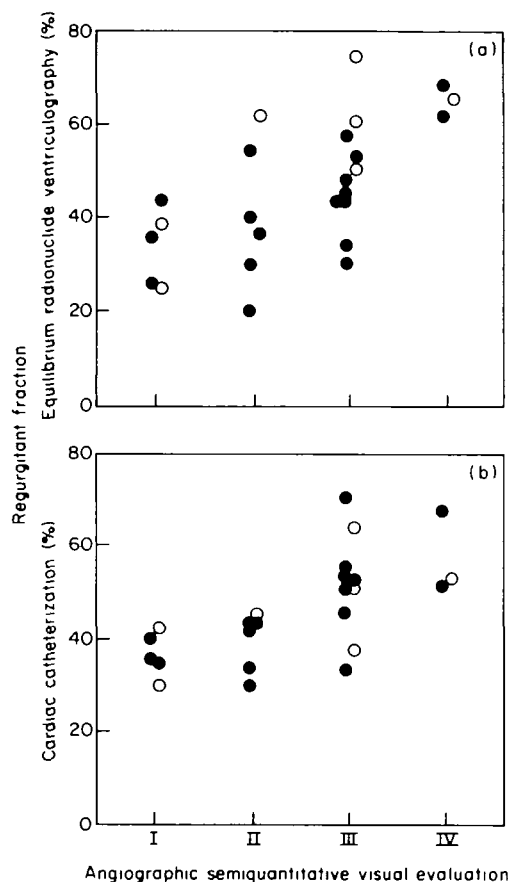 Regurgitant fraction
Equilibrium radionuclide ventriculography (%)
80
60
40
20
0
(a)
Cardiac catheterization (%)
80
60
40
20
0
(b)
I II III IV
Angiographic semiquantitative visual evaluation